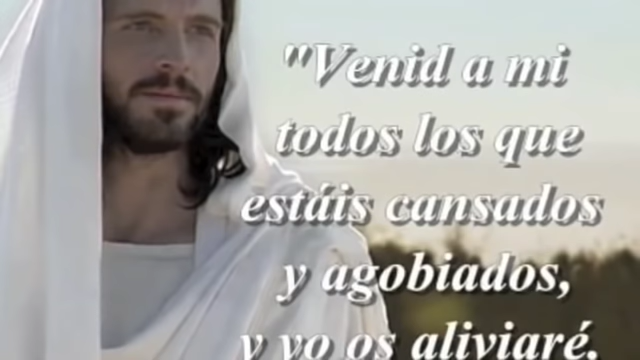 "Venid a mi
todos los que
estáis cansados
y agobiados,
y yo os aliviaré.